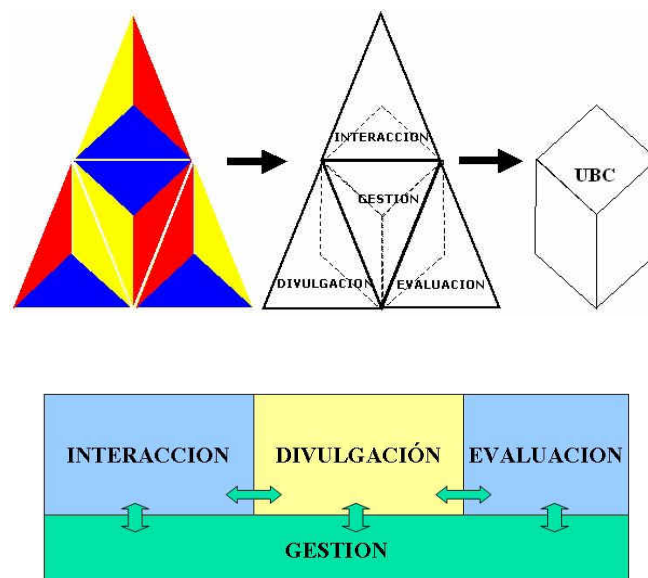 INTERACCION
GESTION
DIVULGACION
EVALUACION
UBC
INTERACCION
DIVULGACIÓN
EVALUACION
GESTION